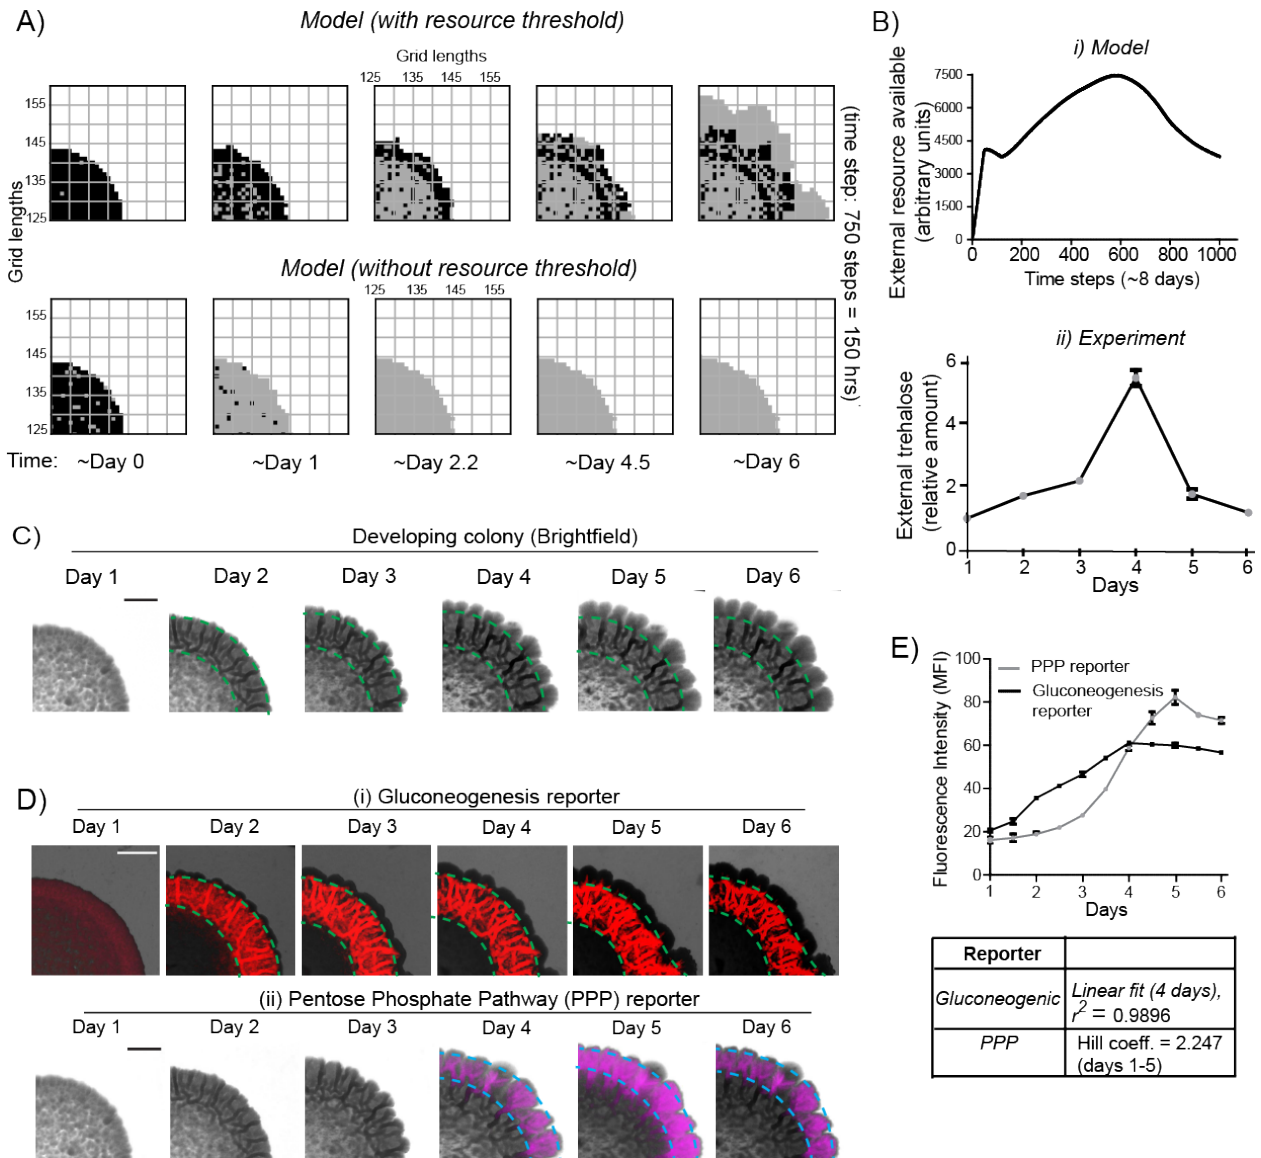 A)
Model (with resource threshold)
Grid lengths
125 135 145 155
155
145
135
125
Grid lengths
(time step: 750 steps = 150 hrs)
Model (without resource threshold)
125 135 145 155
155
145
135
125
Time: ~Day 0 ~Day 1 ~Day 2.2 ~Day 4.5 ~Day 6
B)
i) Model
External resource available
(arbitrary units)
7500
6000
4500
3000
1500
0
0 200 400 600 800 1000
Time steps (~8 days)
ii) Experiment
External trehalose
(relative amount)
6
4
2
0
1 2 3 4 5 6
Days
C)
Developing colony (Brightfield)
Day 1 Day 2 Day 3 Day 4 Day 5 Day 6
D)
(i) Gluconeogenesis reporter
Day 1 Day 2 Day 3 Day 4 Day 5 Day 6
(ii) Pentose Phosphate Pathway (PPP) reporter
Day 1 Day 2 Day 3 Day 4 Day 5 Day 6
E)
Fluorescence Intensity (MFI)
100
80
60
40
20
0
PPP reporter
Gluconeogenesis
reporter
1 2 3 4 5 6
Days
Reporter
Gluconeogenic Linear fit (4 days),
r2 = 0.9896
PPP Hill coeff. = 2.247
(days 1-5)